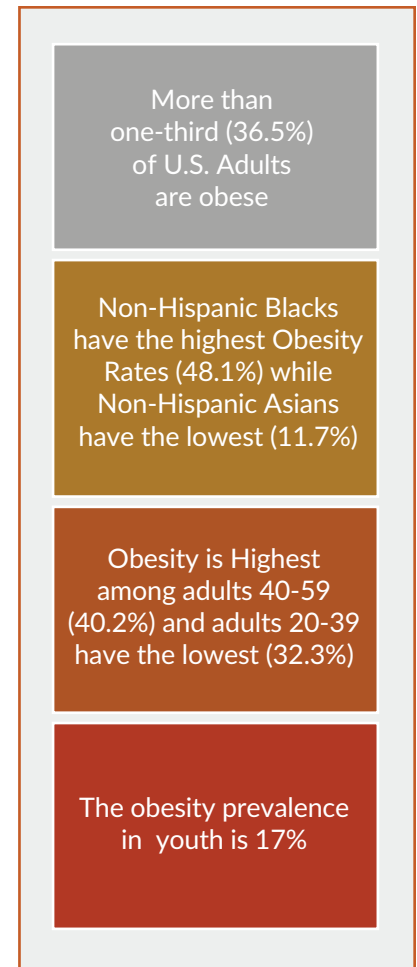 More than
one-third (36.5%)
of U.S. Adults
are obese
Non-Hispanic Blacks
have the highest Obesity
Rates (48.1%) while
Non-Hispanic Asians
have the lowest (11.7%)
Obesity is Highest
among adults 40-59
(40.2%) and adults 20-39
have the lowest (32.3%)
The obesity prevalence
in youth is 17%